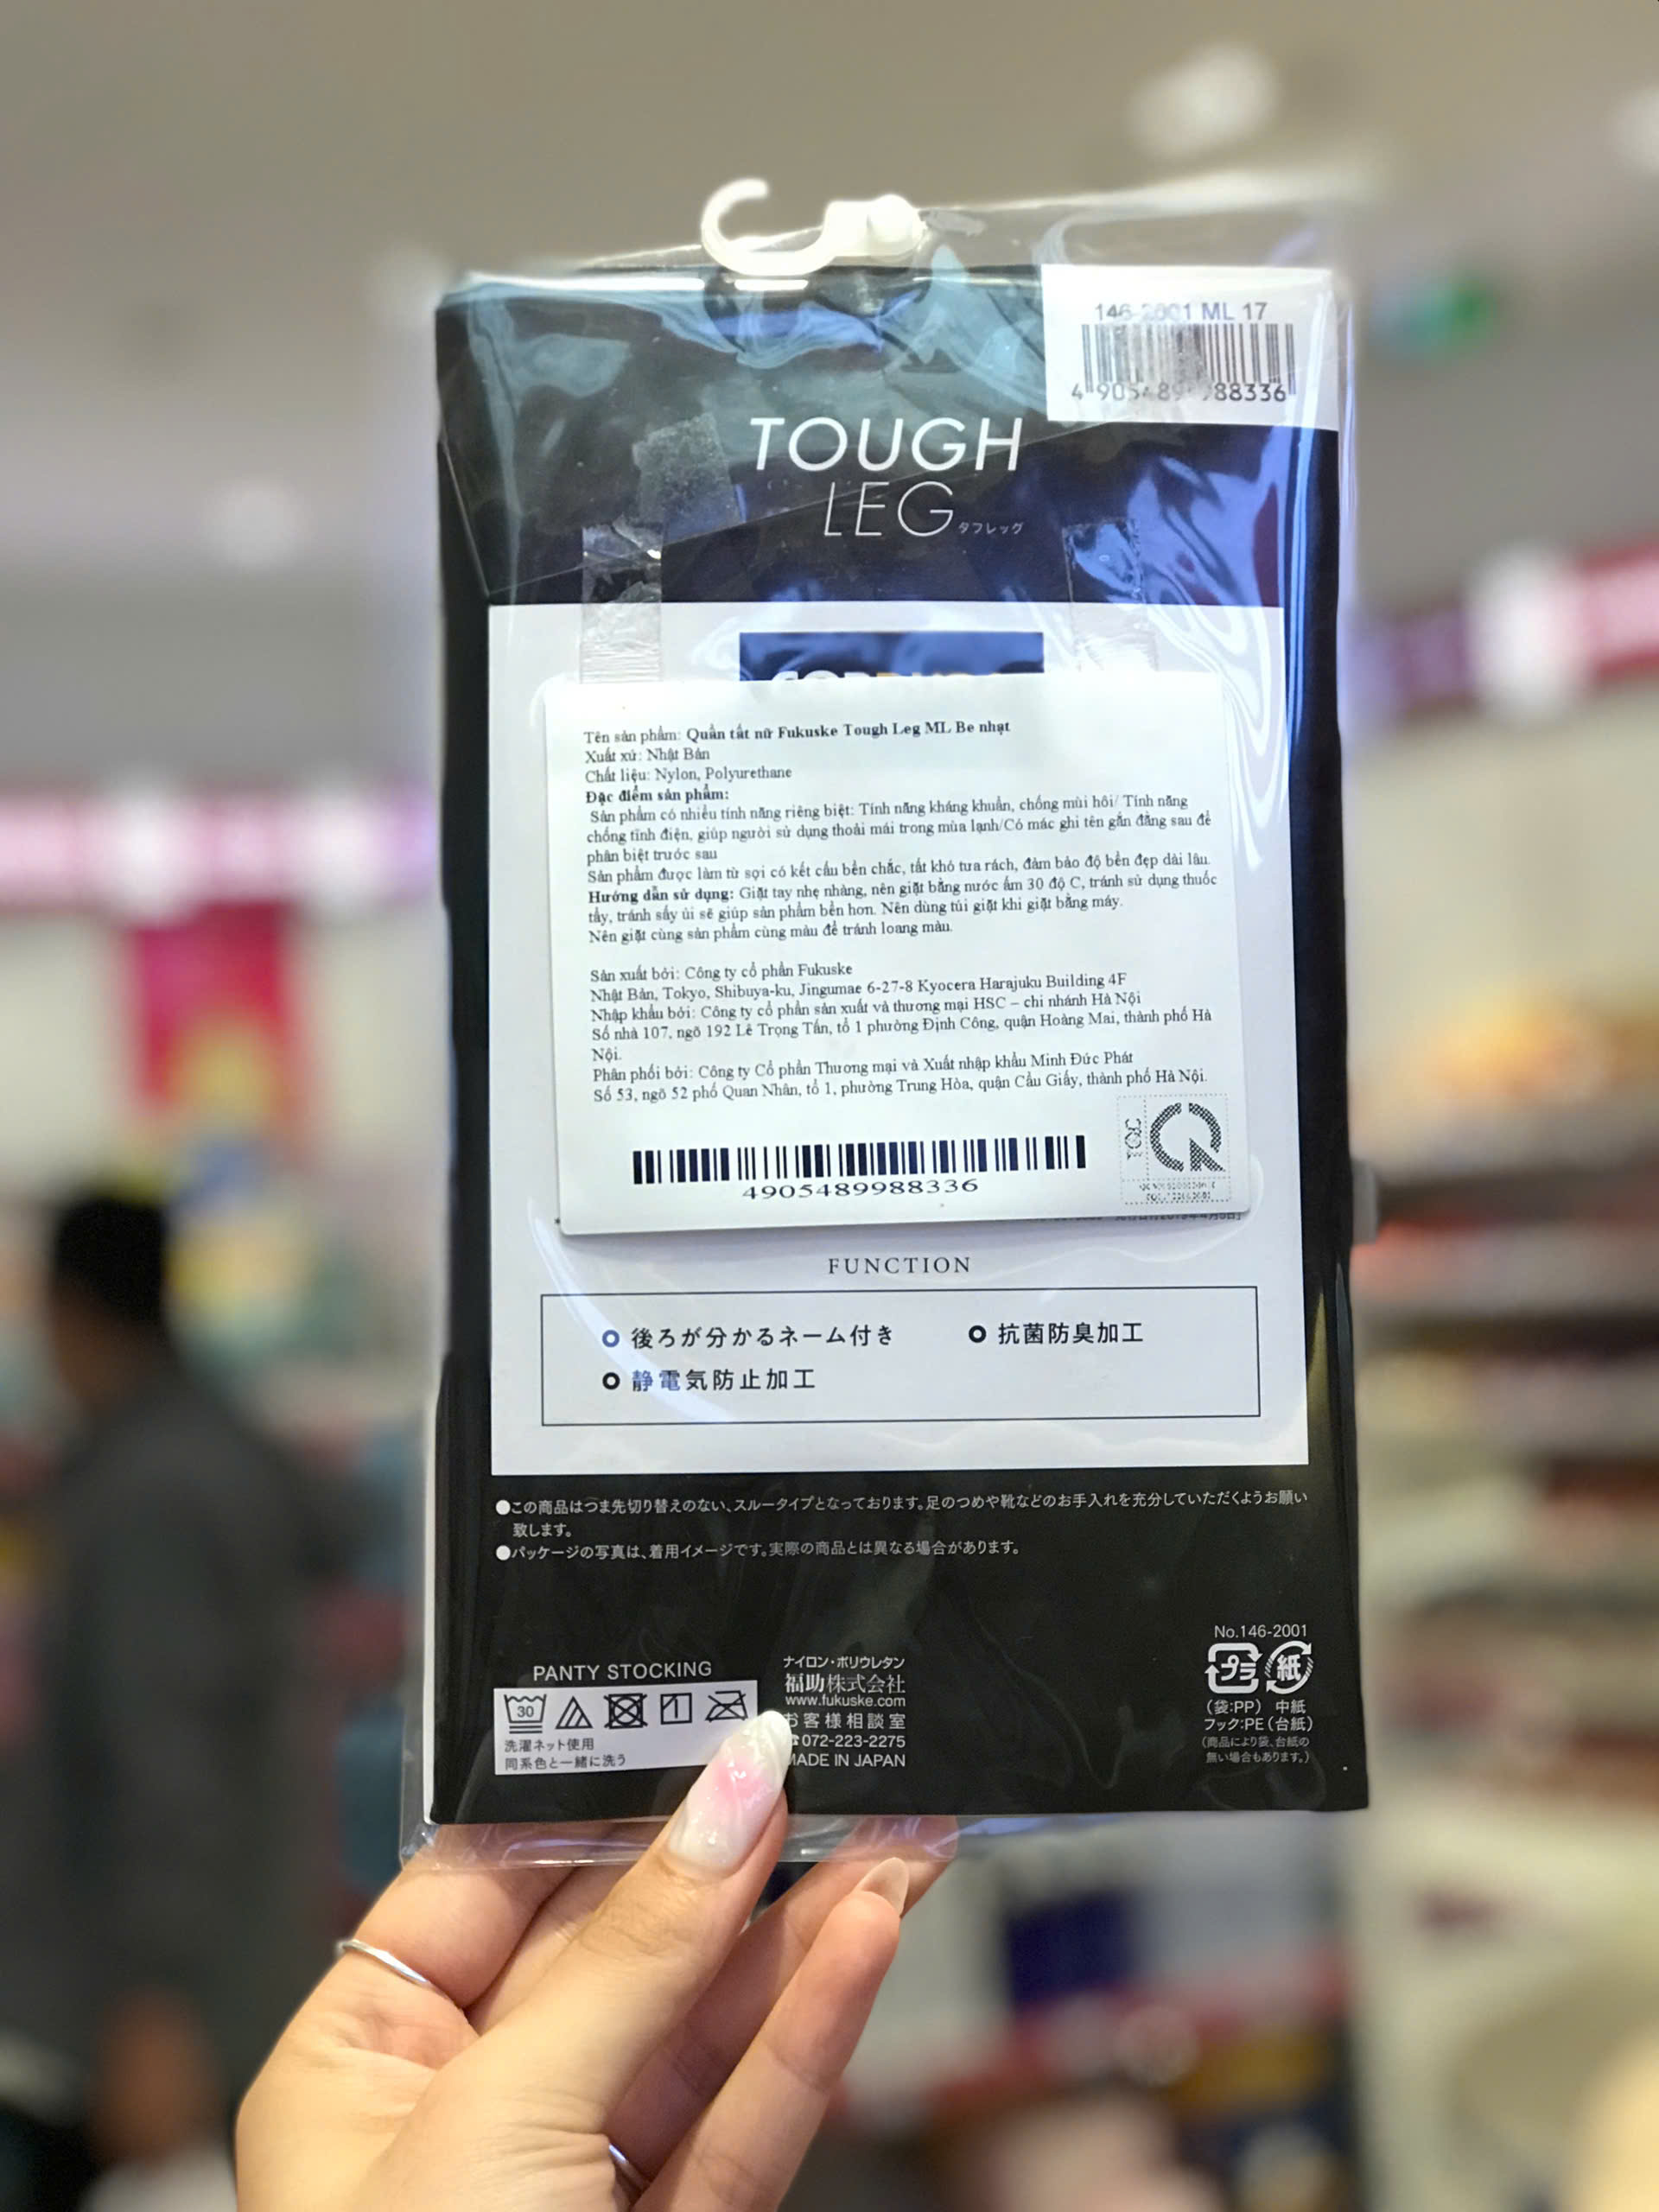 146-2001 ML 17
TOUGH
LEG タフレッグ
Tên sản phẩm: Quần tất nữ Fukuske Tough Leg ML Be nhạt
Xuất xứ: Nhật Bản
Chất liệu: Nylon, Polyurethane
Đặc điểm sản phẩm:
Sản phẩm có nhiều tính năng riêng biệt: Tính năng kháng khuẩn, chống mùi hôi/ Tính năng
chống tĩnh điện, giúp người sử dụng thoải mái trong mùa lạnh/Có mác ghi tên gắn đằng sau để
phân biệt trước sau
Sản phẩm được làm từ sợi có kết cấu bền chắc, tất khó tưa rách, đảm bảo độ bền đẹp dài lâu.
Hướng dẫn sử dụng: Giặt tay nhẹ nhàng, nên giặt bằng nước ấm 30 độ C, tránh sử dụng thuốc
tẩy, tránh sấy ủi sẽ giúp sản phẩm bền hơn. Nên dùng túi giặt khi giặt bằng máy.
Nên giặt cùng sản phẩm cùng màu để tránh loang màu.
Sản xuất bởi: Công ty cổ phần Fukuske
Nhật Bản, Tokyo, Shibuya-ku, Jingumae 6-27-8 Kyocera Harajuku Building 4F
Nhập khẩu bởi: Công ty cổ phần sản xuất và thương mại HSC – chi nhánh Hà Nội
Số nhà 107, ngõ 192 Lê Trọng Tấn, tổ 1 phường Định Công, quận Hoàng Mai, thành phố Hà
Nội.
Phân phối bởi: Công ty Cổ phần Thương mại và Xuất nhập khẩu Minh Đức Phát
Số 53, ngõ 52 phố Quan Nhân, tổ 1, phường Trung Hòa, quận Cầu Giấy, thành phố Hà Nội.
4905489988336
FUNCTION
後ろが分かるネーム付き 抗菌防臭加工
静電気防止加工
●この商品はつま先切り替えのない、スルータイプとなっております。足のつめや靴などのお手入れを充分していただくようお願い
致します。
●パッケージの写真は、着用イメージです。実際の商品とは異なる場合があります。
PANTY STOCKING
30
洗濯ネット使用
同系色と一緒に洗う
ナイロン・ポリウレタン
福助株式会社
www.fukuske.com
お客様相談室
☎072-223-2275
MADE IN JAPAN
No.146-2001
プラ 紙
(袋:PP) 中紙
フック:PE (台紙)
(商品により袋、台紙の
無い場合もあります。)